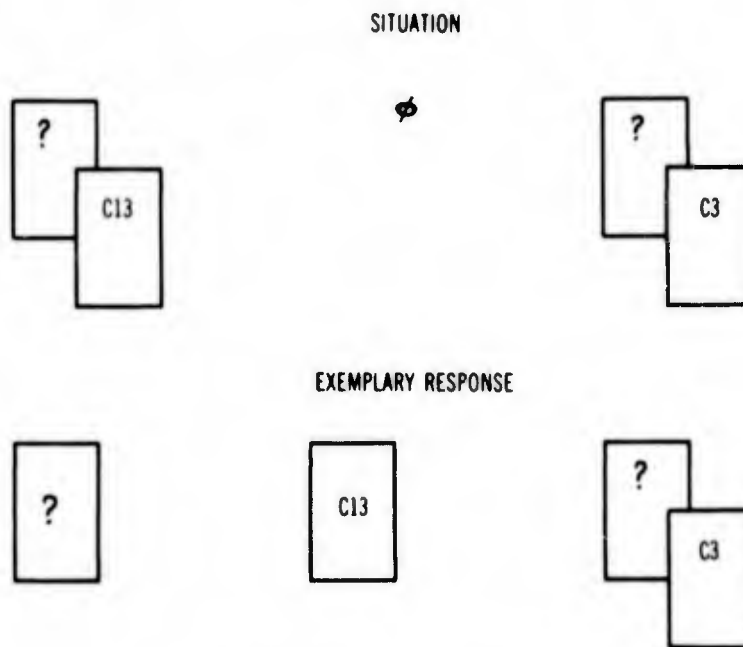 SITUATION
? ϕ ?
C13 C3
EXEMPLARY RESPONSE
? C13 ?
C3